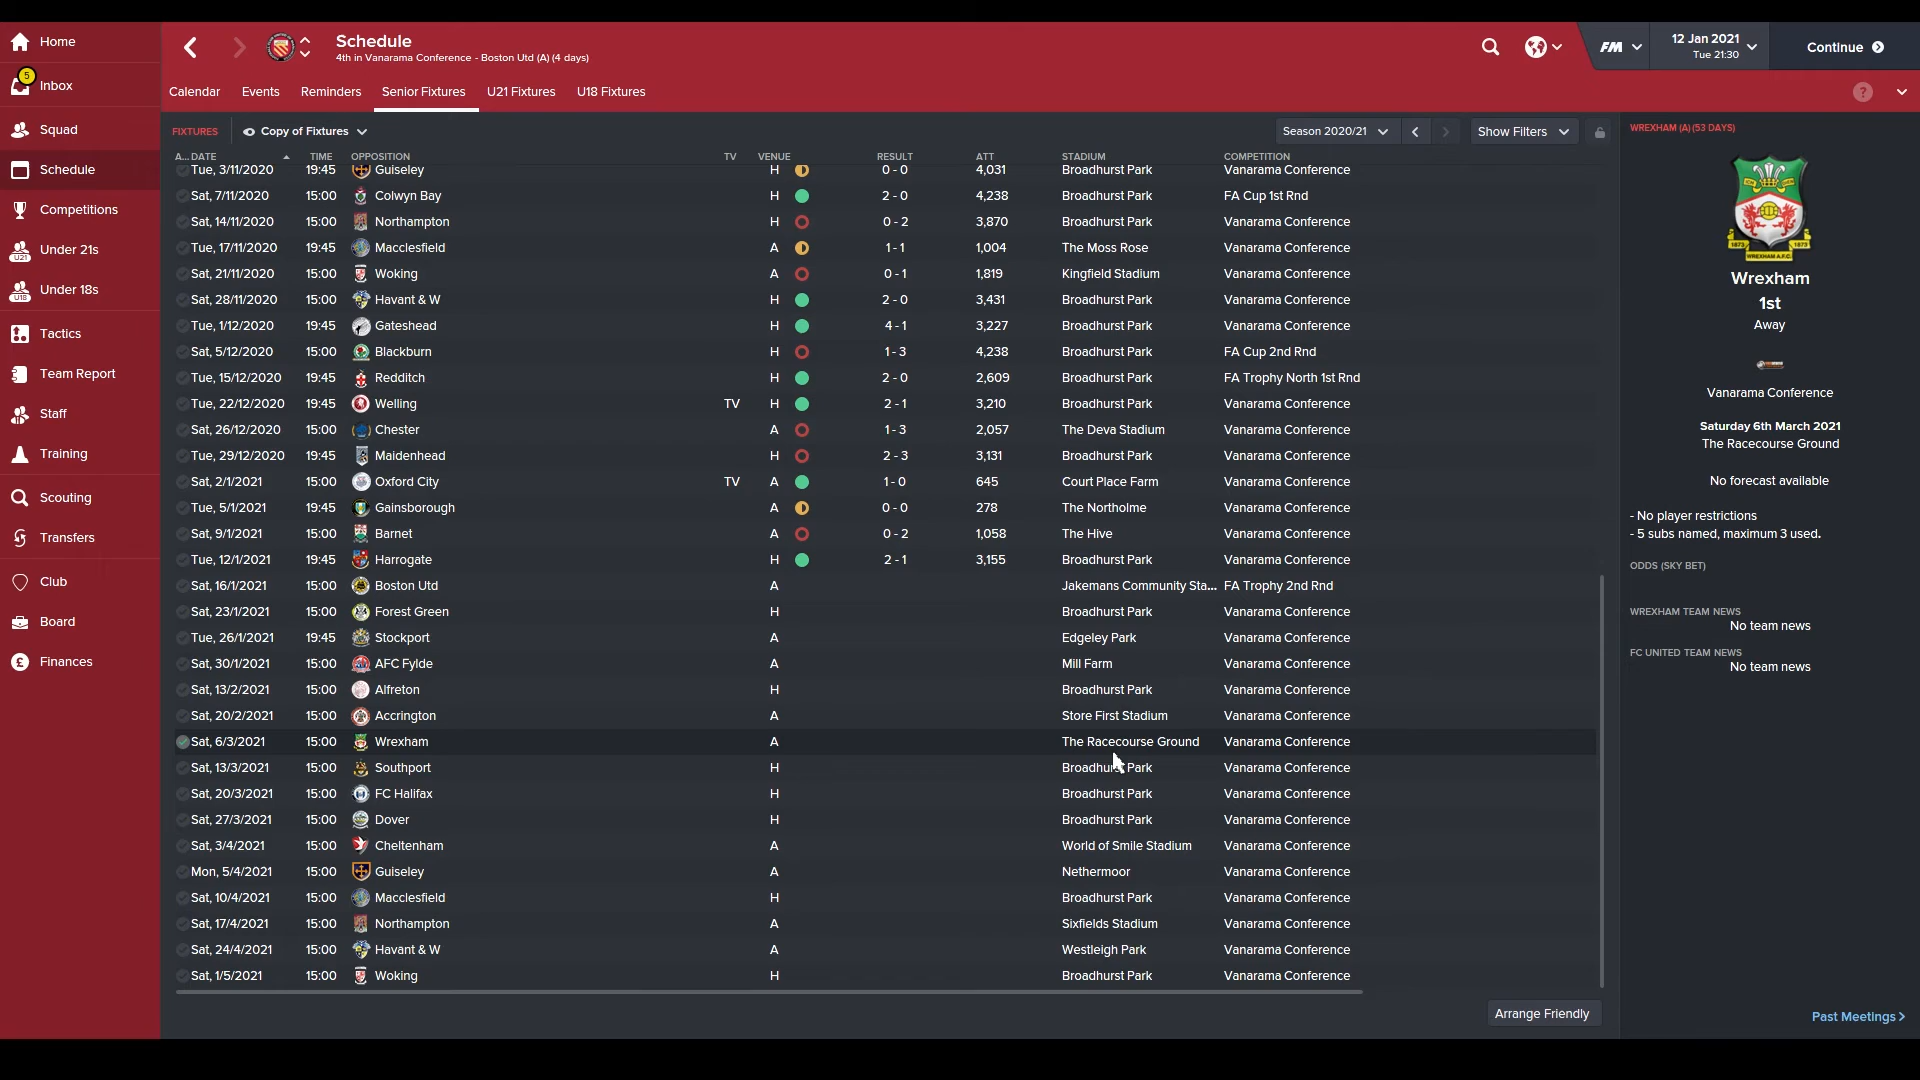 Home
5
Inbox
Squad
Schedule
Competitions
U21
Under 21s
U18
Under 18s
Tactics
Team Report
Staff
Training
Scouting
Transfers
Club
Board
£ Finances
Schedule
4th in Vanarama Conference - Boston Utd (A) (4 days)
FM
12 Jan 2021
Tue 21:30
Continue
Calendar Events Reminders Senior Fixtures U21 Fixtures U18 Fixtures
?
FIXTURES Copy of Fixtures Season 2020/21 Show Filters
A... DATE TIME OPPOSITION TV VENUE RESULT ATT STADIUM COMPETITION
Tue, 3/11/2020 19:45 Guiseley H 0 - 0 4,031 Broadhurst Park Vanarama Conference
Sat, 7/11/2020 15:00 Colwyn Bay H 2 - 0 4,238 Broadhurst Park FA Cup 1st Rnd
Sat, 14/11/2020 15:00 Northampton H 0 - 2 3,870 Broadhurst Park Vanarama Conference
Tue, 17/11/2020 19:45 Macclesfield A 1 - 1 1,004 The Moss Rose Vanarama Conference
Sat, 21/11/2020 15:00 Woking A 0 - 1 1,819 Kingfield Stadium Vanarama Conference
Sat, 28/11/2020 15:00 Havant & W H 2 - 0 3,431 Broadhurst Park Vanarama Conference
Tue, 1/12/2020 19:45 Gateshead H 4 - 1 3,227 Broadhurst Park Vanarama Conference
Sat, 5/12/2020 15:00 Blackburn H 1 - 3 4,238 Broadhurst Park FA Cup 2nd Rnd
Tue, 15/12/2020 19:45 Redditch H 2 - 0 2,609 Broadhurst Park FA Trophy North 1st Rnd
Tue, 22/12/2020 19:45 Welling TV H 2 - 1 3,210 Broadhurst Park Vanarama Conference
Sat, 26/12/2020 15:00 Chester A 1 - 3 2,057 The Deva Stadium Vanarama Conference
Tue, 29/12/2020 19:45 Maidenhead H 2 - 3 3,131 Broadhurst Park Vanarama Conference
Sat, 2/1/2021 15:00 Oxford City TV A 1 - 0 645 Court Place Farm Vanarama Conference
Tue, 5/1/2021 19:45 Gainsborough A 0 - 0 278 The Northolme Vanarama Conference
Sat, 9/1/2021 15:00 Barnet A 0 - 2 1,058 The Hive Vanarama Conference
Tue, 12/1/2021 19:45 Harrogate H 2 - 1 3,155 Broadhurst Park Vanarama Conference
Sat, 16/1/2021 15:00 Boston Utd A Jakemans Community Sta... FA Trophy 2nd Rnd
Sat, 23/1/2021 15:00 Forest Green H Broadhurst Park Vanarama Conference
Tue, 26/1/2021 19:45 Stockport A Edgeley Park Vanarama Conference
Sat, 30/1/2021 15:00 AFC Fylde A Mill Farm Vanarama Conference
Sat, 13/2/2021 15:00 Alfreton H Broadhurst Park Vanarama Conference
Sat, 20/2/2021 15:00 Accrington A Store First Stadium Vanarama Conference
Sat, 6/3/2021 15:00 Wrexham A The Racecourse Ground Vanarama Conference
Sat, 13/3/2021 15:00 Southport H Broadhurst Park Vanarama Conference
Sat, 20/3/2021 15:00 FC Halifax H Broadhurst Park Vanarama Conference
Sat, 27/3/2021 15:00 Dover H Broadhurst Park Vanarama Conference
Sat, 3/4/2021 15:00 Cheltenham A World of Smile Stadium Vanarama Conference
Mon, 5/4/2021 15:00 Guiseley A Nethermoor Vanarama Conference
Sat, 10/4/2021 15:00 Macclesfield H Broadhurst Park Vanarama Conference
Sat, 17/4/2021 15:00 Northampton A Sixfields Stadium Vanarama Conference
Sat, 24/4/2021 15:00 Havant & W A Westleigh Park Vanarama Conference
Sat, 1/5/2021 15:00 Woking H Broadhurst Park Vanarama Conference
Arrange Friendly
WREXHAM (A) (53 DAYS)
1873 1873
WREXHAM A.F.C.
Wrexham
1st
Away
Vanarama Conference
Saturday 6th March 2021
The Racecourse Ground
No forecast available
- No player restrictions
- 5 subs named, maximum 3 used.
ODDS (SKY BET)
WREXHAM TEAM NEWS
No team news
FC UNITED TEAM NEWS
No team news
Past Meetings >